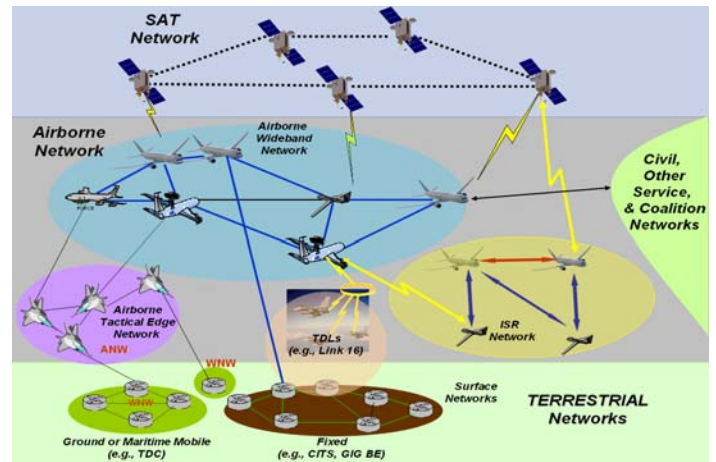 SAT
Network
Airborne
Network
Airborne
Wideband
Network
Civil,
Other
Service,
& Coalition
Networks
Airborne
Tactical Edge
Network
ANW
TDLs
(e.g., Link 16)
ISR
Network
WNW
WNW
Surface
Networks
TERRESTRIAL
Networks
Ground or Maritime Mobile
(e.g., TDC)
Fixed
(e.g., CITS, GIG BE)